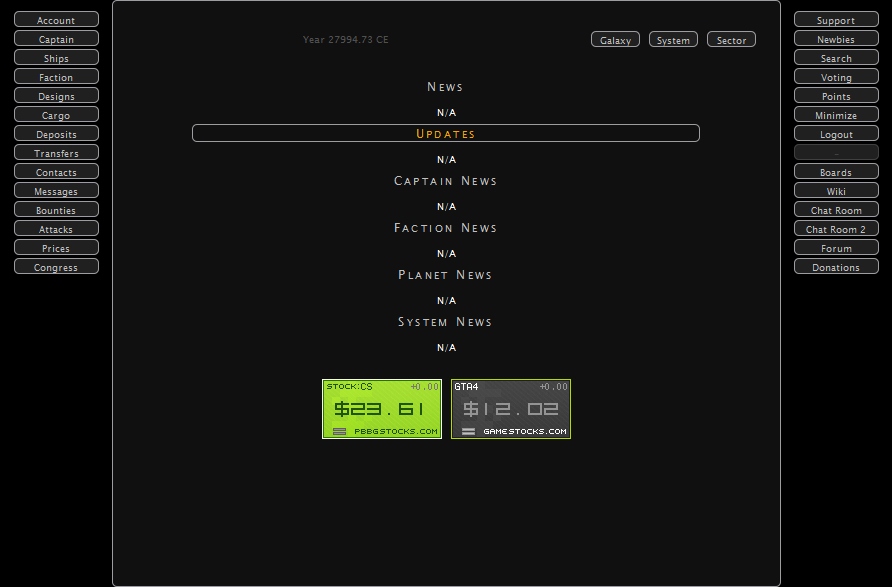 Account
Captain
Ships
Faction
Designs
Cargo
Deposits
Transfers
Contacts
Messages
Bounties
Attacks
Prices
Congress
Year 27994.73 CE
Galaxy System Sector
News
N/A
Updates
N/A
Captain News
N/A
Faction News
N/A
Planet News
N/A
System News
N/A
STOCK:CS +0.00
$23.61
PBBGSTOCKS.COM
GTA4 +0.00
$12.02
GAMESTOCKS.COM
Support
Newbies
Search
Voting
Points
Minimize
Logout
-
Boards
Wiki
Chat Room
Chat Room 2
Forum
Donations